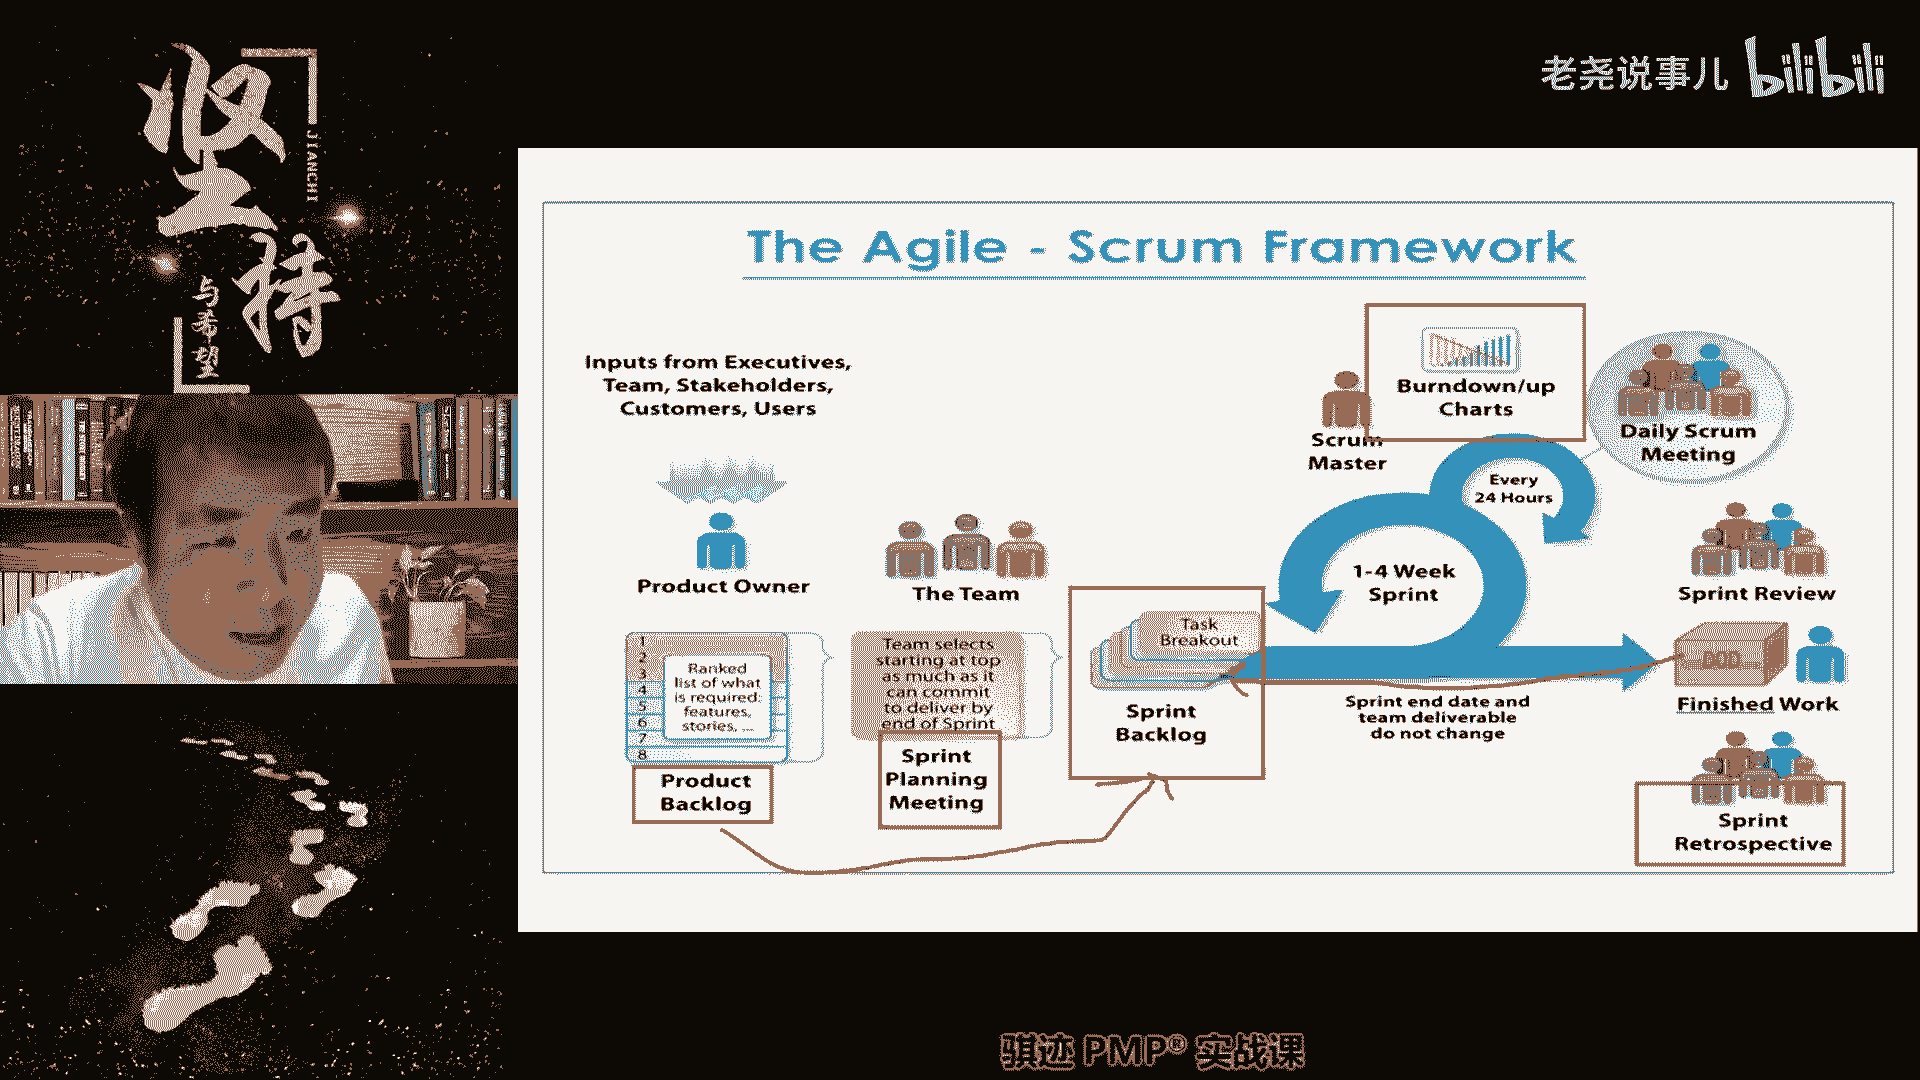 坚持
JIANCHI
与希望
老尧说事儿 bilibili
The Agile - Scrum Framework
Inputs from Executives,
Team, Stakeholders,
Customers, Users
Product Owner
The Team
1
2
3
4
5
6
7
8
Ranked
list of what
is required:
features,
stories, ...
Product
Backlog
Team selects
starting at top
as much as it
can commit
to deliver by
end of Sprint
Sprint
Planning
Meeting
Task
Breakout
Sprint
Backlog
Scrum
Master
Burndown/up
Charts
Daily Scrum
Meeting
Every
24 Hours
1-4 Week
Sprint
Sprint end date and
team deliverable
do not change
Sprint Review
Finished Work
Sprint
Retrospective
骐迹 PMP® 实战课